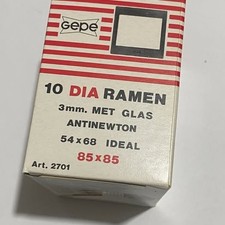 GePe
10 DIA RAMEN
3mm. MET GLAS
ANTINEWTON
54x68 IDEAL
85x85
Art. 2701